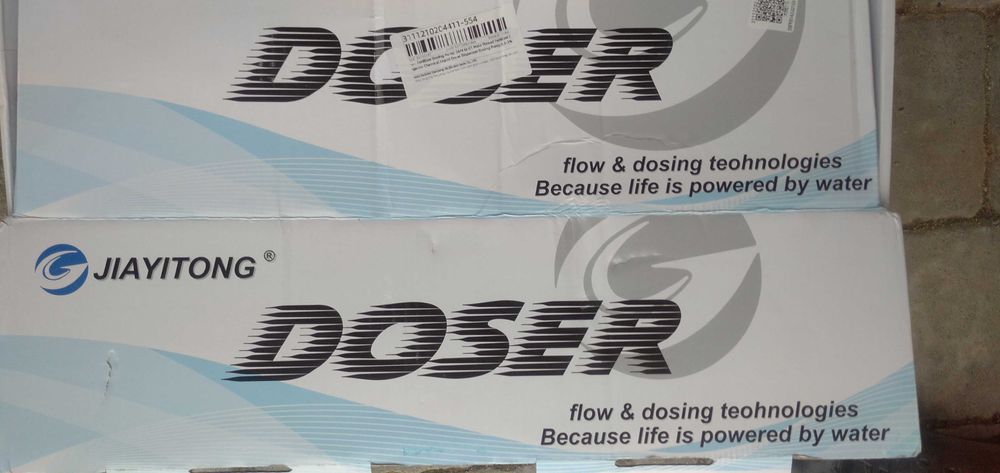 3111210204411-554
DOSER
flow & dosing teohnologies
Because life is powered by water
JIAYITONG®
DOSER
flow & dosing teohnologies
Because life is powered by water